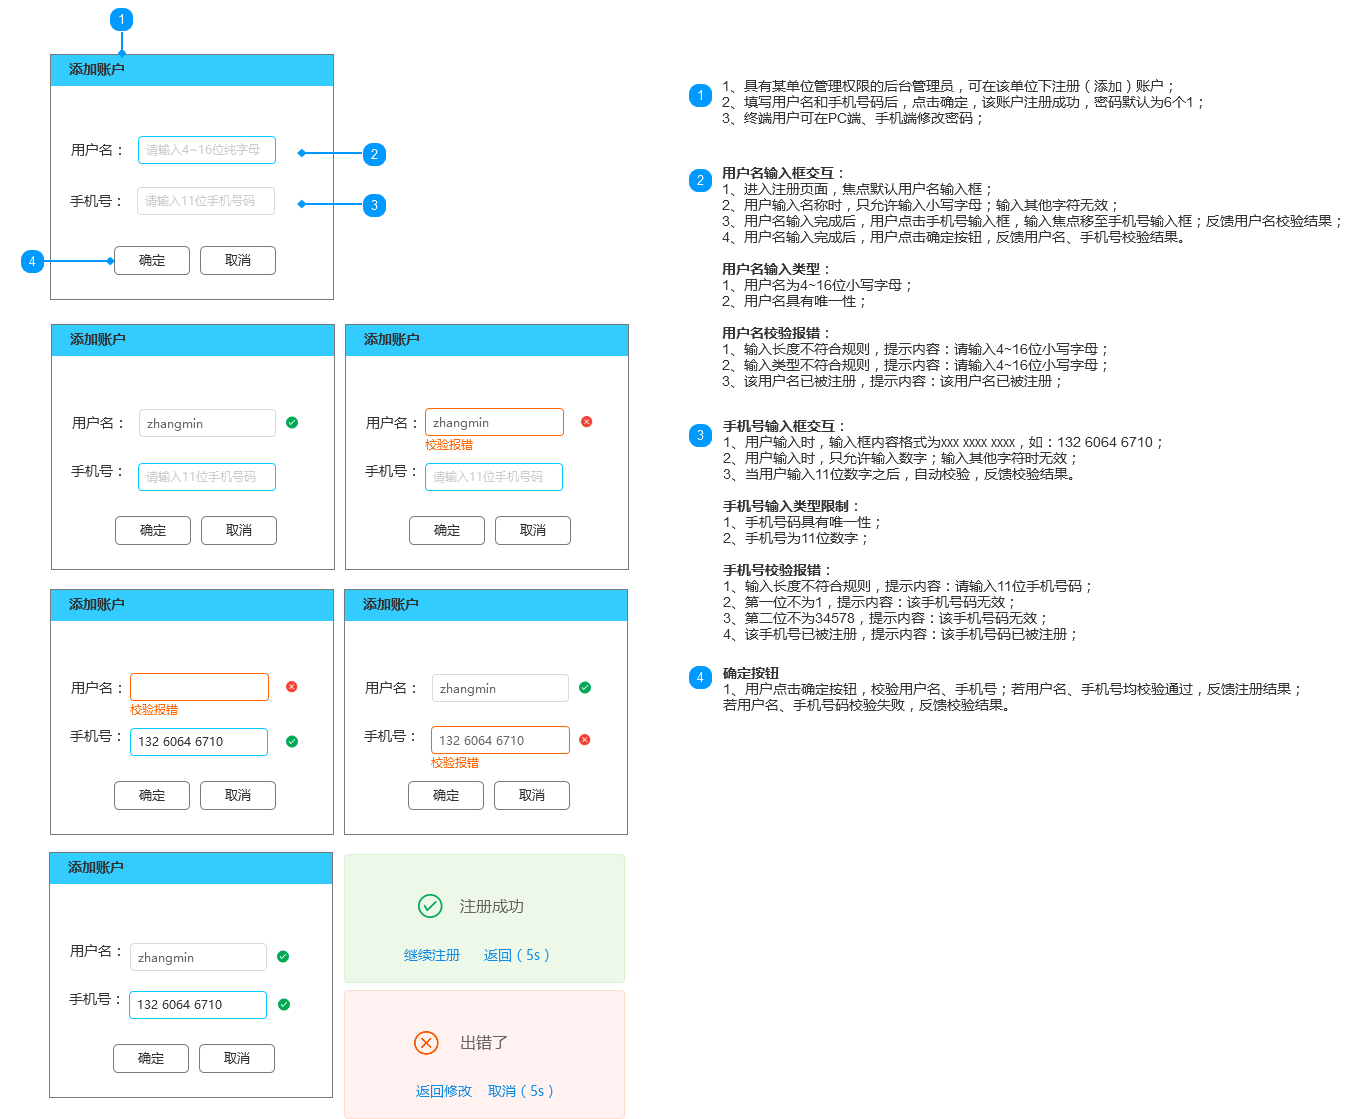 1
添加账户
用户名：
请输入4~16位纯字母
2
手机号：
请输入11位手机号码
3
4
确定
取消
添加账户
用户名：
zhangmin
手机号：
请输入11位手机号码
确定
取消
添加账户
用户名：
zhangmin
校验报错
手机号：
请输入11位手机号码
确定
取消
添加账户
用户名：
校验报错
手机号：
132 6064 6710
确定
取消
添加账户
用户名：
zhangmin
手机号：
132 6064 6710
校验报错
确定
取消
添加账户
用户名：
zhangmin
手机号：
132 6064 6710
确定
取消
注册成功
继续注册 返回（5s）
出错了
返回修改 取消（5s）
1
1、具有某单位管理权限的后台管理员，可在该单位下注册（添加）账户；
2、填写用户名和手机号码后，点击确定，该账户注册成功，密码默认为6个1；
3、终端用户可在PC端、手机端修改密码；
2
用户名输入框交互：
1、进入注册页面，焦点默认用户名输入框；
2、用户输入名称时，只允许输入小写字母；输入其他字符无效；
3、用户名输入完成后，用户点击手机号输入框，输入焦点移至手机号输入框；反馈用户名校验结果；
4、用户名输入完成后，用户点击确定按钮，反馈用户名、手机号校验结果。
用户名输入类型：
1、用户名为4~16位小写字母；
2、用户名具有唯一性；
用户名校验报错：
1、输入长度不符合规则，提示内容：请输入4~16位小写字母；
2、输入类型不符合规则，提示内容：请输入4~16位小写字母；
3、该用户名已被注册，提示内容：该用户名已被注册；
3
手机号输入框交互：
1、用户输入时，输入框内容格式为xxx xxxx xxxx，如：132 6064 6710；
2、用户输入时，只允许输入数字；输入其他字符时无效；
3、当用户输入11位数字之后，自动校验，反馈校验结果。
手机号输入类型限制：
1、手机号码具有唯一性；
2、手机号为11位数字；
手机号校验报错：
1、输入长度不符合规则，提示内容：请输入11位手机号码；
2、第一位不为1，提示内容：该手机号码无效；
3、第二位不为34578，提示内容：该手机号码无效；
4、该手机号已被注册，提示内容：该手机号码已被注册；
4
确定按钮
1、用户点击确定按钮，校验用户名、手机号；若用户名、手机号均校验通过，反馈注册结果；
若用户名、手机号码校验失败，反馈校验结果。